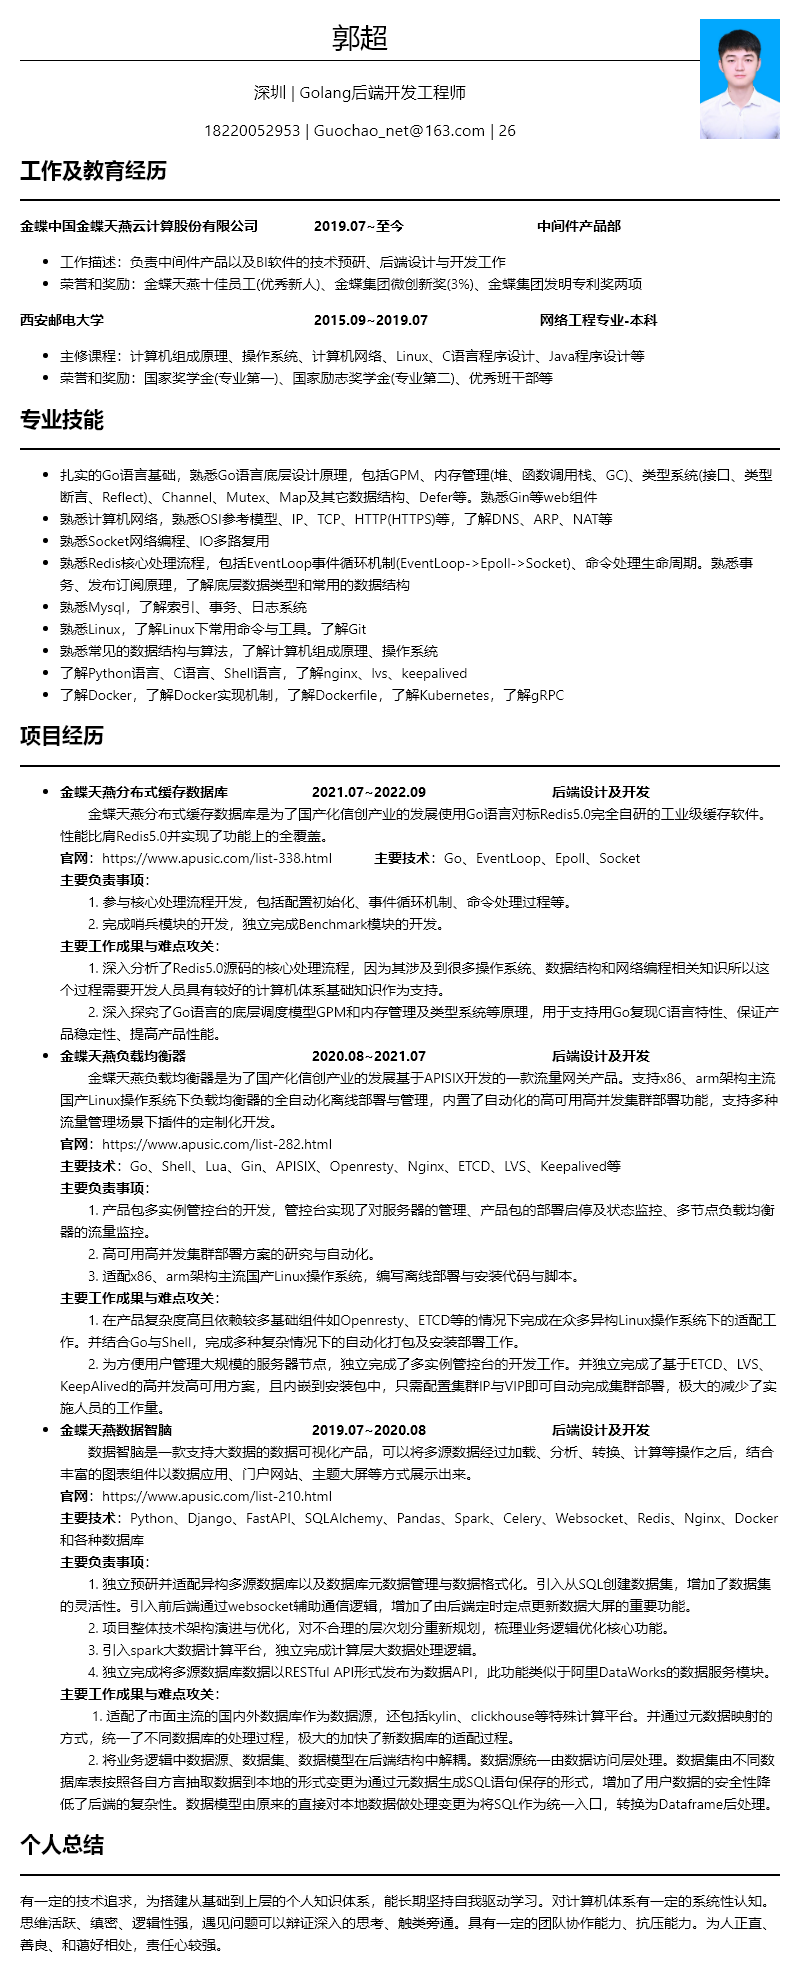 郭超
深圳 | Golang后端开发工程师
18220052953 | Guochao_net@163.com | 26
工作及教育经历
金蝶中国金蝶天燕云计算股份有限公司 2019.07~至今 中间件产品部
工作描述：负责中间件产品以及BI软件的技术预研、后端设计与开发工作
荣誉和奖励：金蝶天燕十佳员工(优秀新人)、金蝶集团微创新奖(3%)、金蝶集团发明专利奖两项
西安邮电大学 2015.09~2019.07 网络工程专业-本科
主修课程：计算机组成原理、操作系统、计算机网络、Linux、C语言程序设计、Java程序设计等
荣誉和奖励：国家奖学金(专业第一)、国家励志奖学金(专业第二)、优秀班干部等
专业技能
扎实的Go语言基础，熟悉Go语言底层设计原理，包括GPM、内存管理(堆、函数调用栈、GC)、类型系统(接口、类型
断言、Reflect)、Channel、Mutex、Map及其它数据结构、Defer等。熟悉Gin等web组件
熟悉计算机网络，熟悉OSI参考模型、IP、TCP、HTTP(HTTPS)等，了解DNS、ARP、NAT等
熟悉Socket网络编程、IO多路复用
熟悉Redis核心处理流程，包括EventLoop事件循环机制(EventLoop->Epoll->Socket)、命令处理生命周期。熟悉事
务、发布订阅原理，了解底层数据类型和常用的数据结构
熟悉Mysql，了解索引、事务、日志系统
熟悉Linux，了解Linux下常用命令与工具。了解Git
熟悉常见的数据结构与算法，了解计算机组成原理、操作系统
了解Python语言、C语言、Shell语言，了解nginx、lvs、keepalived
了解Docker，了解Docker实现机制，了解Dockerfile，了解Kubernetes，了解gRPC
项目经历
金蝶天燕分布式缓存数据库 2021.07~2022.09 后端设计及开发
金蝶天燕分布式缓存数据库是为了国产化信创产业的发展使用Go语言对标Redis5.0完全自研的工业级缓存软件。
性能比肩Redis5.0并实现了功能上的全覆盖。
官网：https://www.apusic.com/list-338.html 主要技术：Go、EventLoop、Epoll、Socket
主要负责事项：
1. 参与核心处理流程开发，包括配置初始化、事件循环机制、命令处理过程等。
2. 完成哨兵模块的开发，独立完成Benchmark模块的开发。
主要工作成果与难点攻关：
1. 深入分析了Redis5.0源码的核心处理流程，因为其涉及到很多操作系统、数据结构和网络编程相关知识所以这
个过程需要开发人员具有较好的计算机体系基础知识作为支持。
2. 深入探究了Go语言的底层调度模型GPM和内存管理及类型系统等原理，用于支持用Go复现C语言特性、保证产
品稳定性、提高产品性能。
金蝶天燕负载均衡器 2020.08~2021.07 后端设计及开发
金蝶天燕负载均衡器是为了国产化信创产业的发展基于APISIX开发的一款流量网关产品。支持x86、arm架构主流
国产Linux操作系统下负载均衡器的全自动化离线部署与管理，内置了自动化的高可用高并发集群部署功能，支持多种
流量管理场景下插件的定制化开发。
官网：https://www.apusic.com/list-282.html
主要技术：Go、Shell、Lua、Gin、APISIX、Openresty、Nginx、ETCD、LVS、Keepalived等
主要负责事项：
1. 产品包多实例管控台的开发，管控台实现了对服务器的管理、产品包的部署启停及状态监控、多节点负载均衡
器的流量监控。
2. 高可用高并发集群部署方案的研究与自动化。
3. 适配x86、arm架构主流国产Linux操作系统，编写离线部署与安装代码与脚本。
主要工作成果与难点攻关：
1. 在产品复杂度高且依赖较多基础组件如Openresty、ETCD等的情况下完成在众多异构Linux操作系统下的适配工
作。并结合Go与Shell，完成多种复杂情况下的自动化打包及安装部署工作。
2. 为方便用户管理大规模的服务器节点，独立完成了多实例管控台的开发工作。并独立完成了基于ETCD、LVS、
KeepAlived的高并发高可用方案，且内嵌到安装包中，只需配置集群IP与VIP即可自动完成集群部署，极大的减少了实
施人员的工作量。
金蝶天燕数据智脑 2019.07~2020.08 后端设计及开发
数据智脑是一款支持大数据的数据可视化产品，可以将多源数据经过加载、分析、转换、计算等操作之后，结合
丰富的图表组件以数据应用、门户网站、主题大屏等方式展示出来。
官网：https://www.apusic.com/list-210.html
主要技术：Python、Django、FastAPI、SQLAlchemy、Pandas、Spark、Celery、Websocket、Redis、Nginx、Docker
和各种数据库
主要负责事项：
1. 独立预研并适配异构多源数据库以及数据库元数据管理与数据格式化。引入从SQL创建数据集，增加了数据集
的灵活性。引入前后端通过websocket辅助通信逻辑，增加了由后端定时定点更新数据大屏的重要功能。
2. 项目整体技术架构演进与优化，对不合理的层次划分重新规划，梳理业务逻辑优化核心功能。
3. 引入spark大数据计算平台，独立完成计算层大数据处理逻辑。
4. 独立完成将多源数据库数据以RESTful API形式发布为数据API，此功能类似于阿里DataWorks的数据服务模块。
主要工作成果与难点攻关：
1. 适配了市面主流的国内外数据库作为数据源，还包括kylin、clickhouse等特殊计算平台。并通过元数据映射的
方式，统一了不同数据库的处理过程，极大的加快了新数据库的适配过程。
2. 将业务逻辑中数据源、数据集、数据模型在后端结构中解耦。数据源统一由数据访问层处理。数据集由不同数
据库表按照各自方言抽取数据到本地的形式变更为通过元数据生成SQL语句保存的形式，增加了用户数据的安全性降
低了后端的复杂性。数据模型由原来的直接对本地数据做处理变更为将SQL作为统一入口，转换为Dataframe后处理。
个人总结
有一定的技术追求，为搭建从基础到上层的个人知识体系，能长期坚持自我驱动学习。对计算机体系有一定的系统性认知。
思维活跃、缜密、逻辑性强，遇见问题可以辩证深入的思考、触类旁通。具有一定的团队协作能力、抗压能力。为人正直、
善良、和蔼好相处，责任心较强。